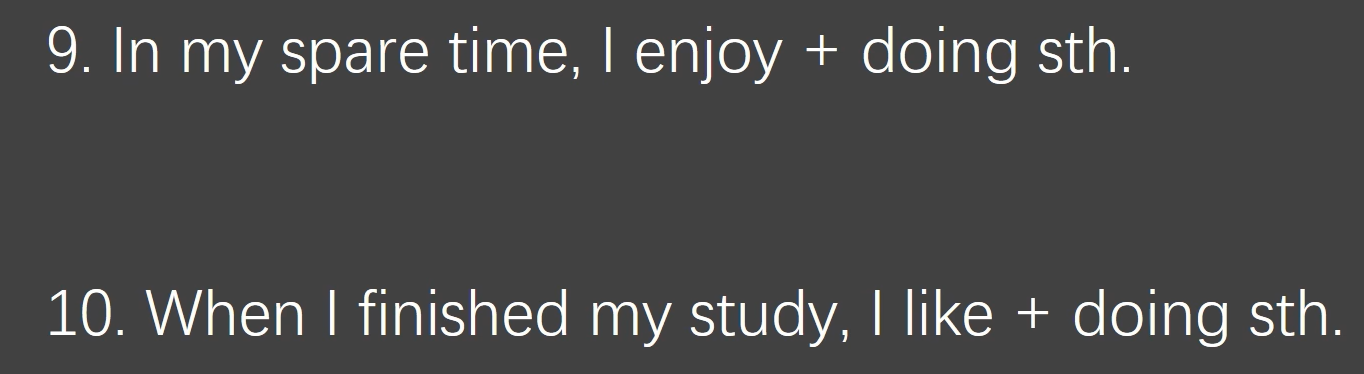 9. In my spare time, I enjoy + doing sth.
10. When I finished my study, I like + doing sth.